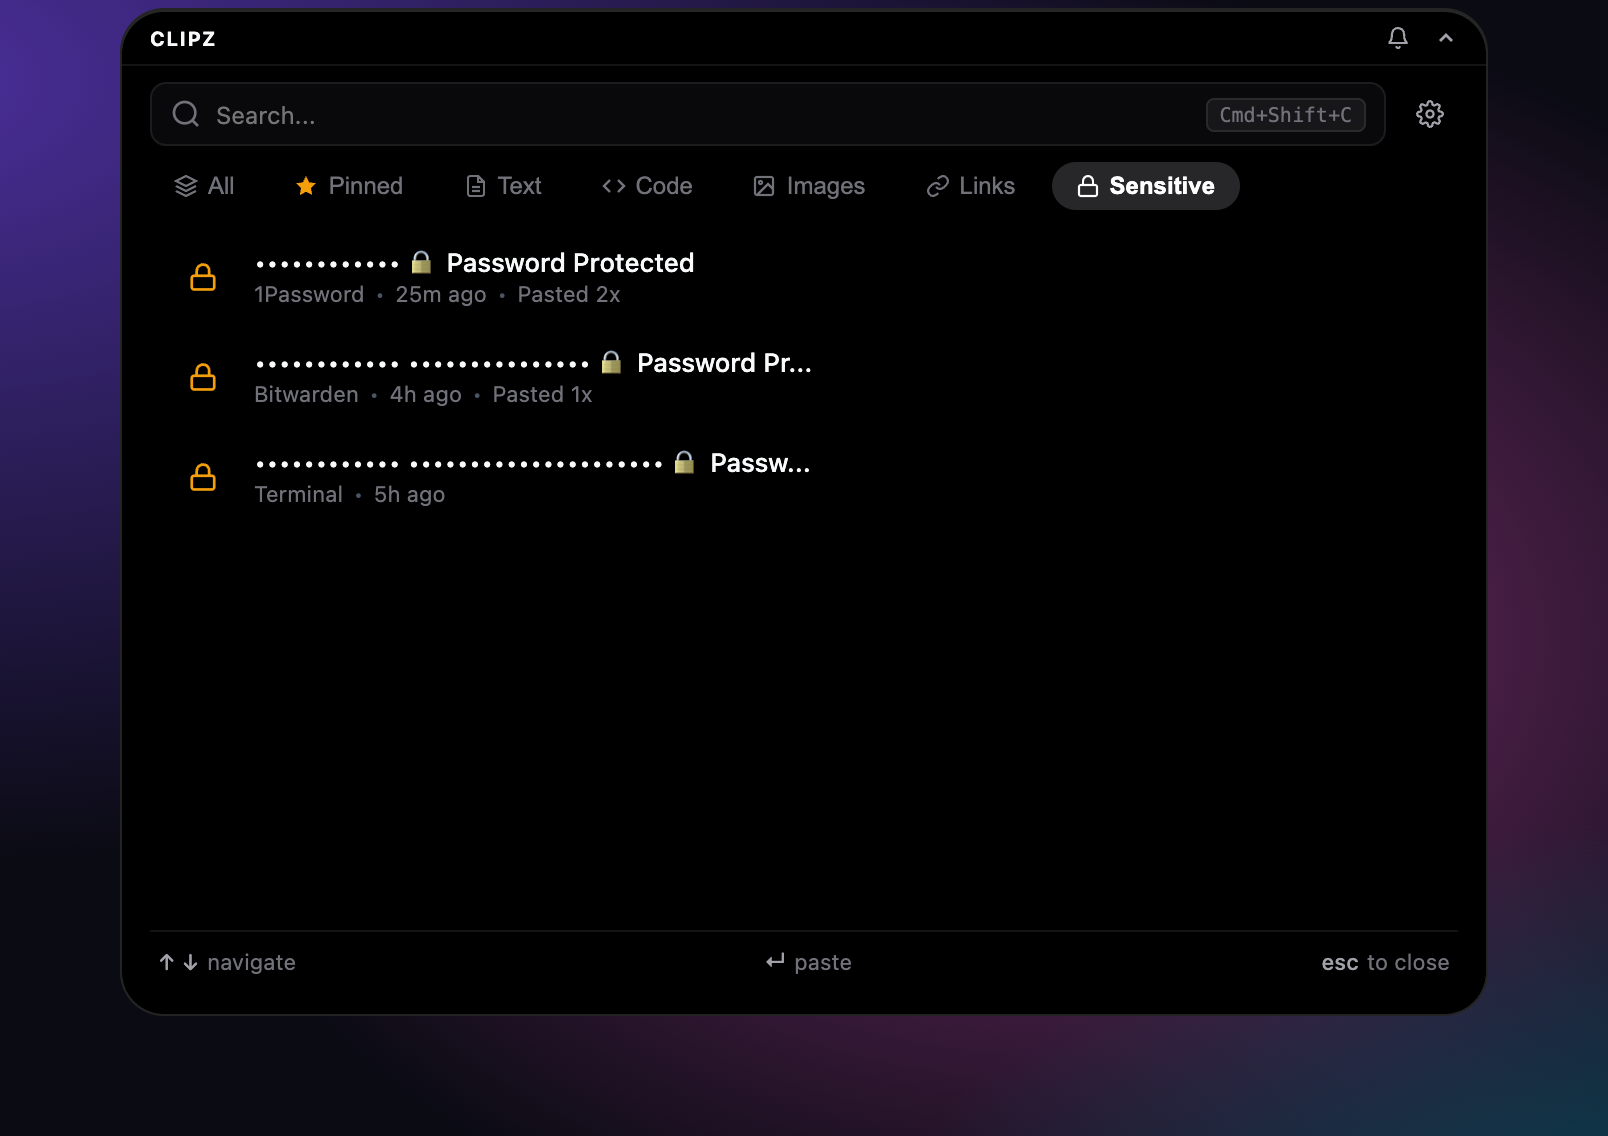 CLIPZ
Search... Cmd+Shift+C
All Pinned Text Code Images Links Sensitive
•••••••••••• 🔒 Password Protected
1Password • 25m ago • Pasted 2x
•••••••••••• ••••••••••••••• 🔒 Password Pr...
Bitwarden • 4h ago • Pasted 1x
•••••••••••• ••••••••••••••••••••• 🔒 Passw...
Terminal • 5h ago
↑ ↓ navigate ↵ paste esc to close